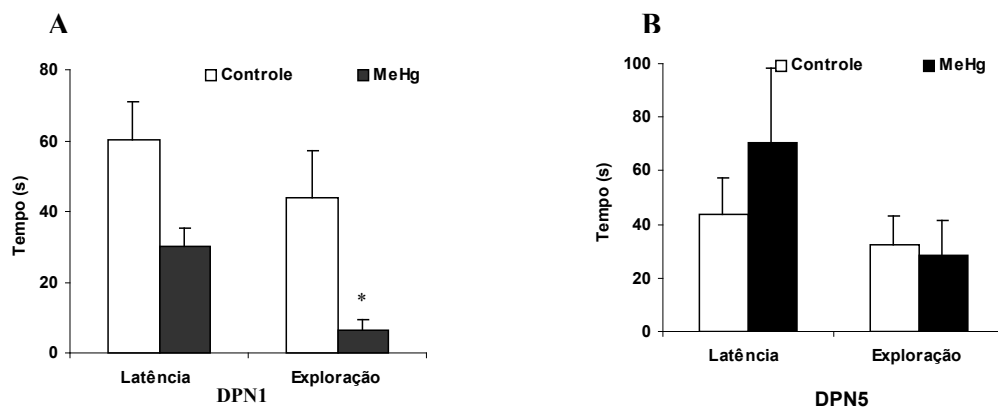 A
Controle MeHg
80
60
40
20
0
Tempo (s)
*
Latência Exploração
DPN1
B
Controle MeHg
100
80
60
40
20
0
Tempo (s)
Latência Exploração
DPN5